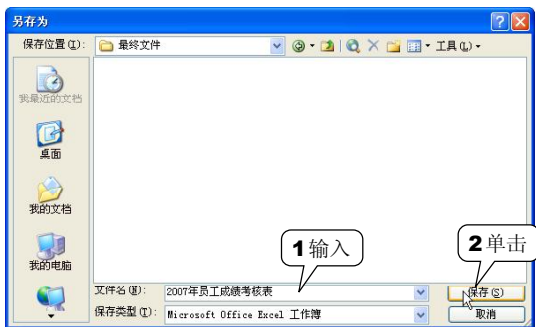 另存为
保存位置(I): 最终文件 工具(L)
我最近的文档
桌面
我的文档
我的电脑
1输入
2单击
文件名(N): 2007年员工成绩考核表 保存(S)
保存类型(T): Microsoft Office Excel 工作簿 取消